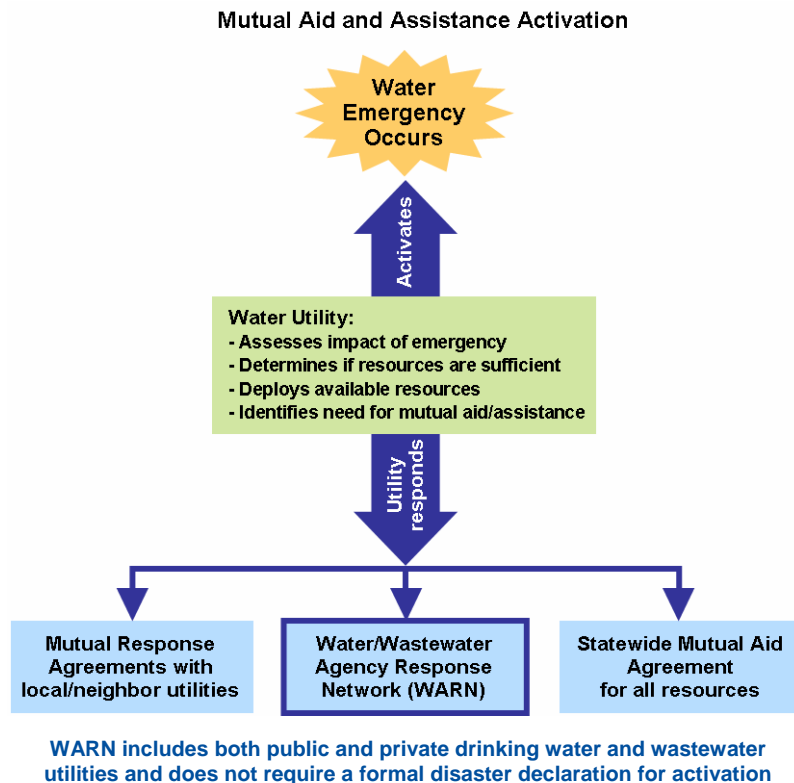 Mutual Aid and Assistance Activation
Water
Emergency
Occurs
Activates
Water Utility:
- Assesses impact of emergency
- Determines if resources are sufficient
- Deploys available resources
- Identifies need for mutual aid/assistance
Utility
responds
Mutual Response
Agreements with
local/neighbor utilities
Water/Wastewater
Agency Response
Network (WARN)
Statewide Mutual Aid
Agreement
for all resources
WARN includes both public and private drinking water and wastewater
utilities and does not require a formal disaster declaration for activation